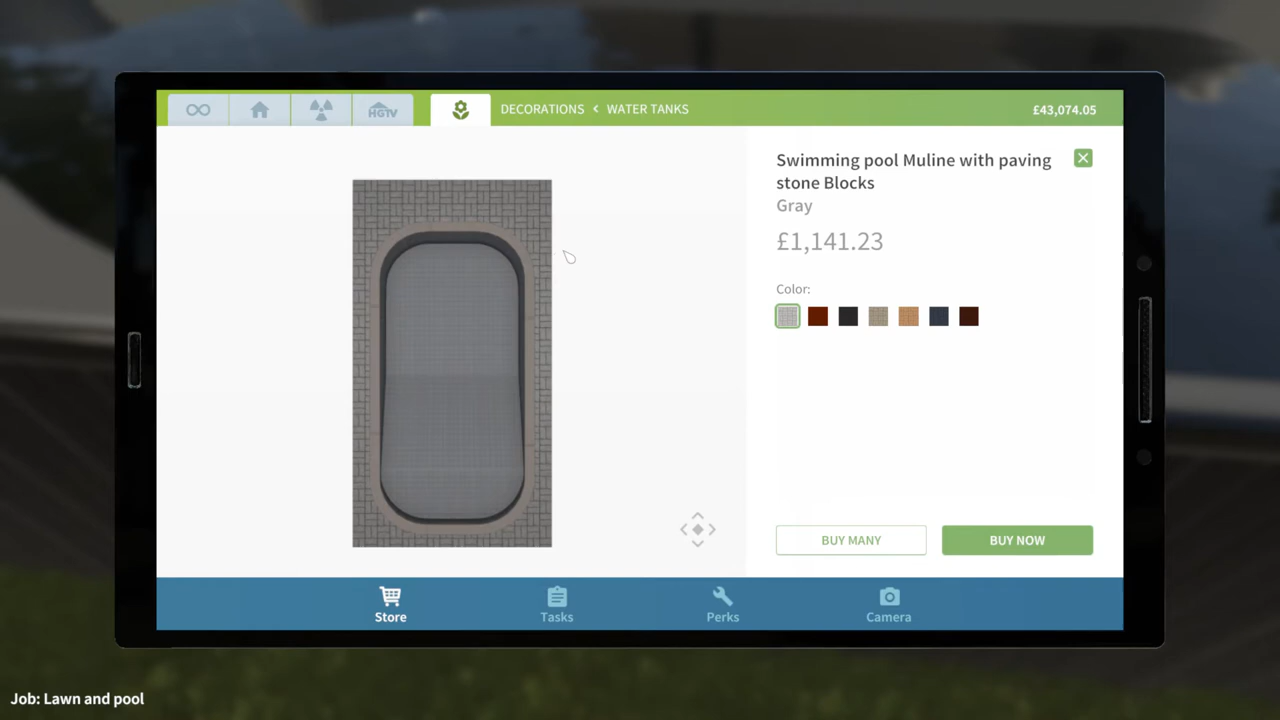 HGTV
DECORATIONS < WATER TANKS
£43,074.05
Swimming pool Muline with paving
stone Blocks
Gray
£1,141.23
Color:
BUY MANY
BUY NOW
Store
Tasks
Perks
Camera
Job: Lawn and pool